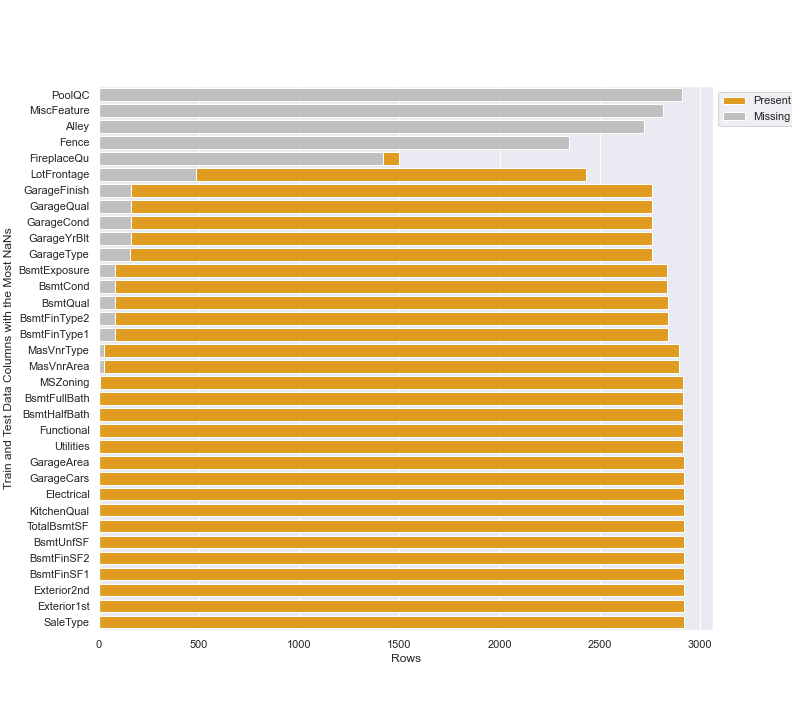 PoolQC
MiscFeature
Alley
Fence
FireplaceQu
LotFrontage
GarageFinish
GarageQual
GarageCond
GarageYrBlt
GarageType
BsmtExposure
BsmtCond
BsmtQual
BsmtFinType2
BsmtFinType1
MasVnrType
MasVnrArea
MSZoning
BsmtFullBath
BsmtHalfBath
Functional
Utilities
GarageArea
GarageCars
Electrical
KitchenQual
TotalBsmtSF
BsmtUnfSF
BsmtFinSF2
BsmtFinSF1
Exterior2nd
Exterior1st
SaleType
Train and Test Data Columns with the Most NaNs
0 500 1000 1500 2000 2500 3000
Rows
Present
Missing